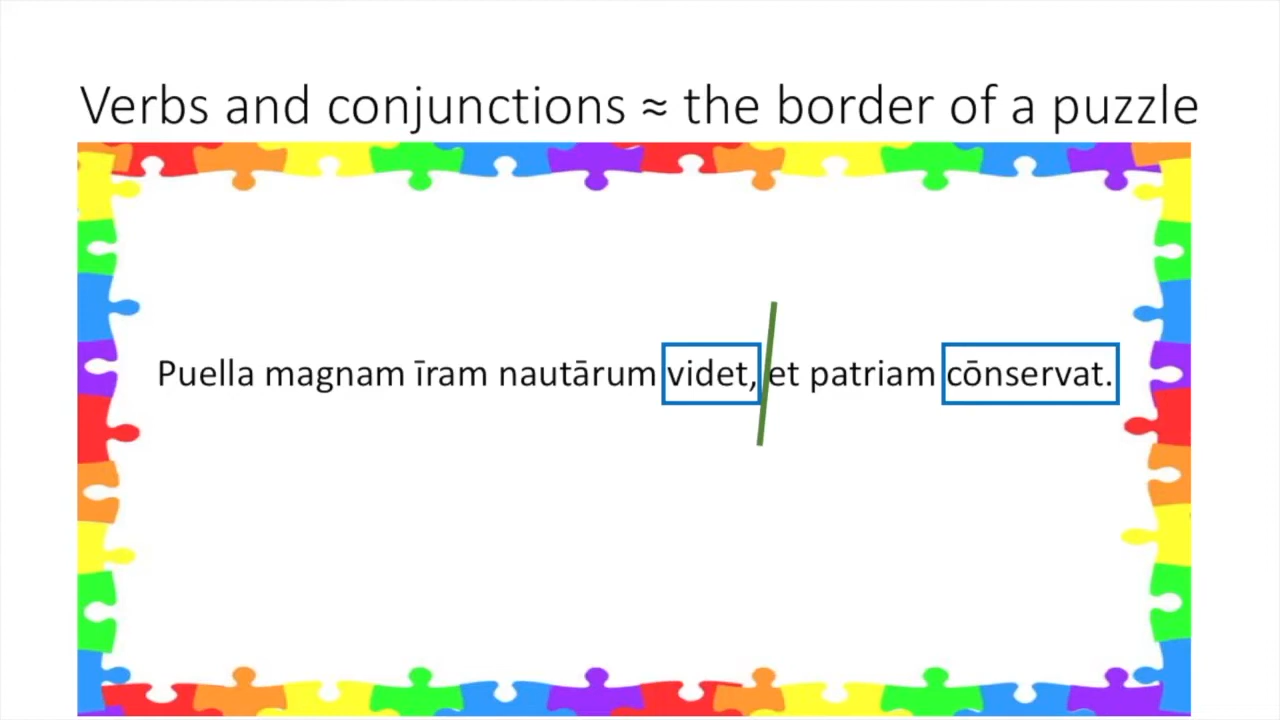 Verbs and conjunctions ≈ the border of a puzzle
Puella magnam īram nautārum videt, et patriam cōnservat.